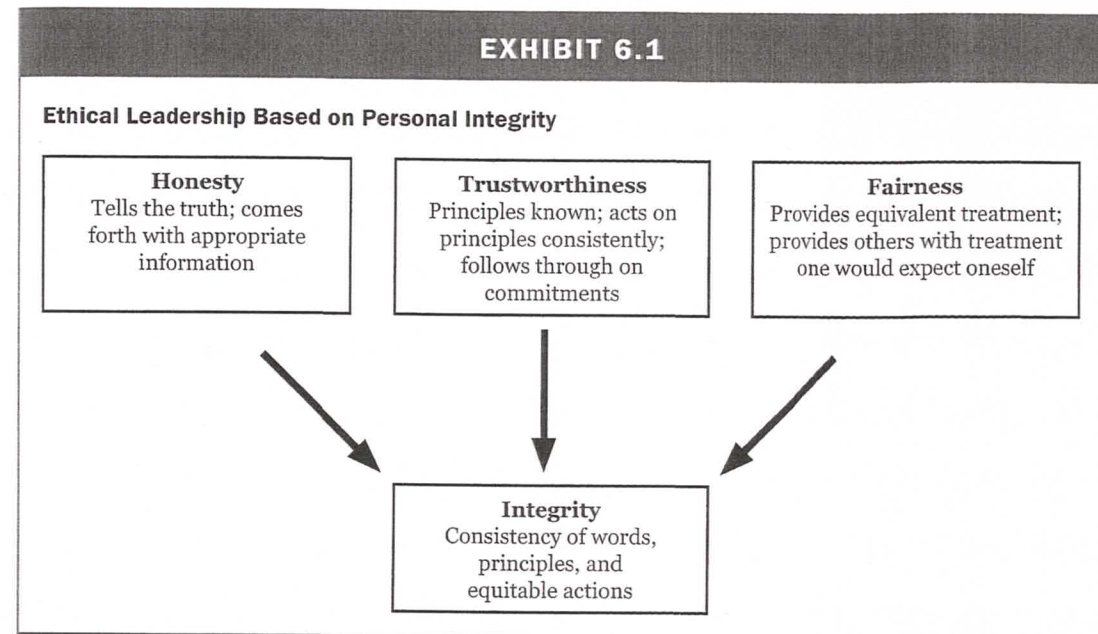 EXHIBIT 6.1
Ethical Leadership Based on Personal Integrity
Honesty
Tells the truth; comes
forth with appropriate
information
Trustworthiness
Principles known; acts on
principles consistently;
follows through on
commitments
Fairness
Provides equivalent treatment;
provides others with treatment
one would expect oneself
Integrity
Consistency of words,
principles, and
equitable actions